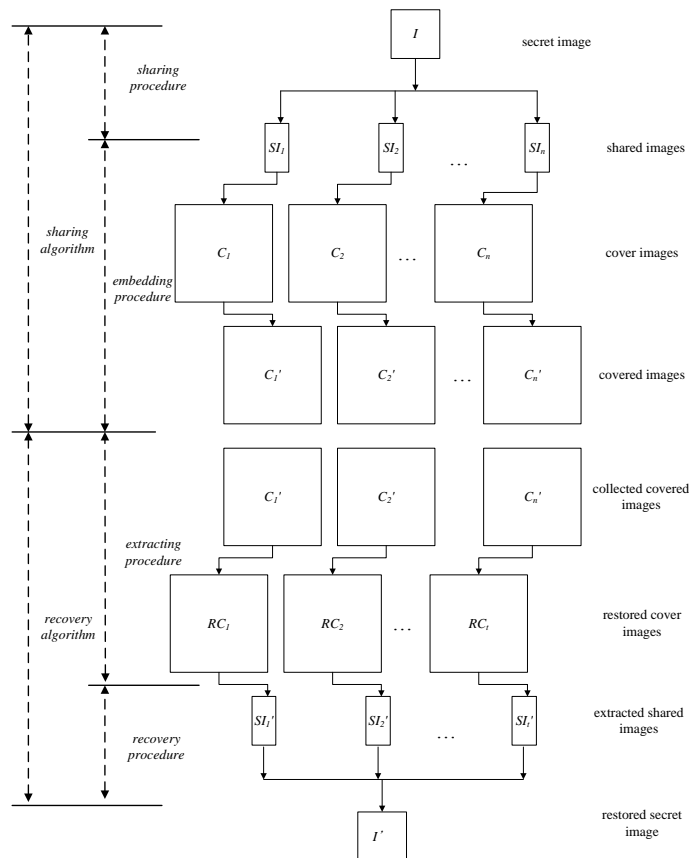 I
secret image
sharing
procedure
SI1
SI2
...
SIn
shared images
sharing
algorithm
C1
C2
...
Cn
cover images
embedding
procedure
C1'
C2'
...
Cn'
covered images
C1'
C2'
...
Cn'
collected covered
images
extracting
procedure
recovery
algorithm
RC1
RC2
...
RCt
restored cover
images
SI1'
SI2'
...
SIt'
extracted shared
images
recovery
procedure
I'
restored secret
image